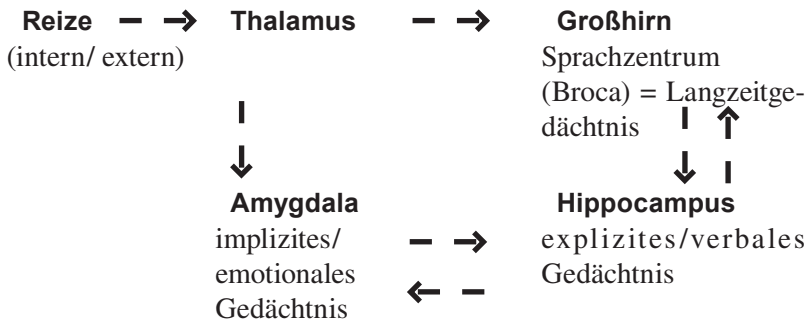 Reize Thalamus Großhirn
(intern/ extern) Sprachzentrum
(Broca) = Langzeitge-
dächtnis
Amygdala Hippocampus
implizites/ explizites/verbales
emotionales Gedächtnis
Gedächtnis